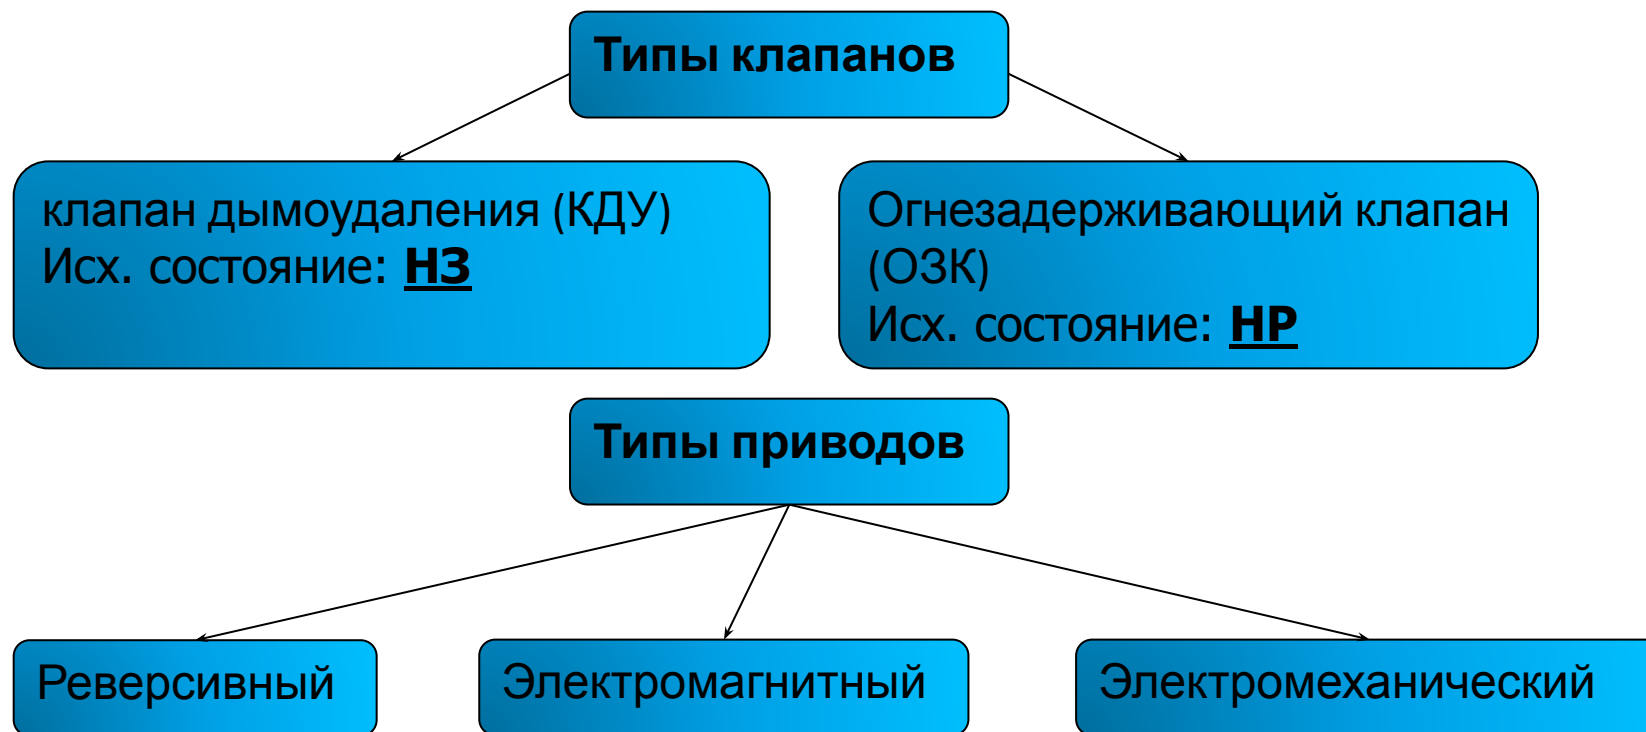 Типы клапанов
клапан дымоудаления (КДУ)
Исх. состояние: НЗ
Огнезадерживающий клапан
(ОЗК)
Исх. состояние: НР
Типы приводов
Реверсивный
Электромагнитный
Электромеханический